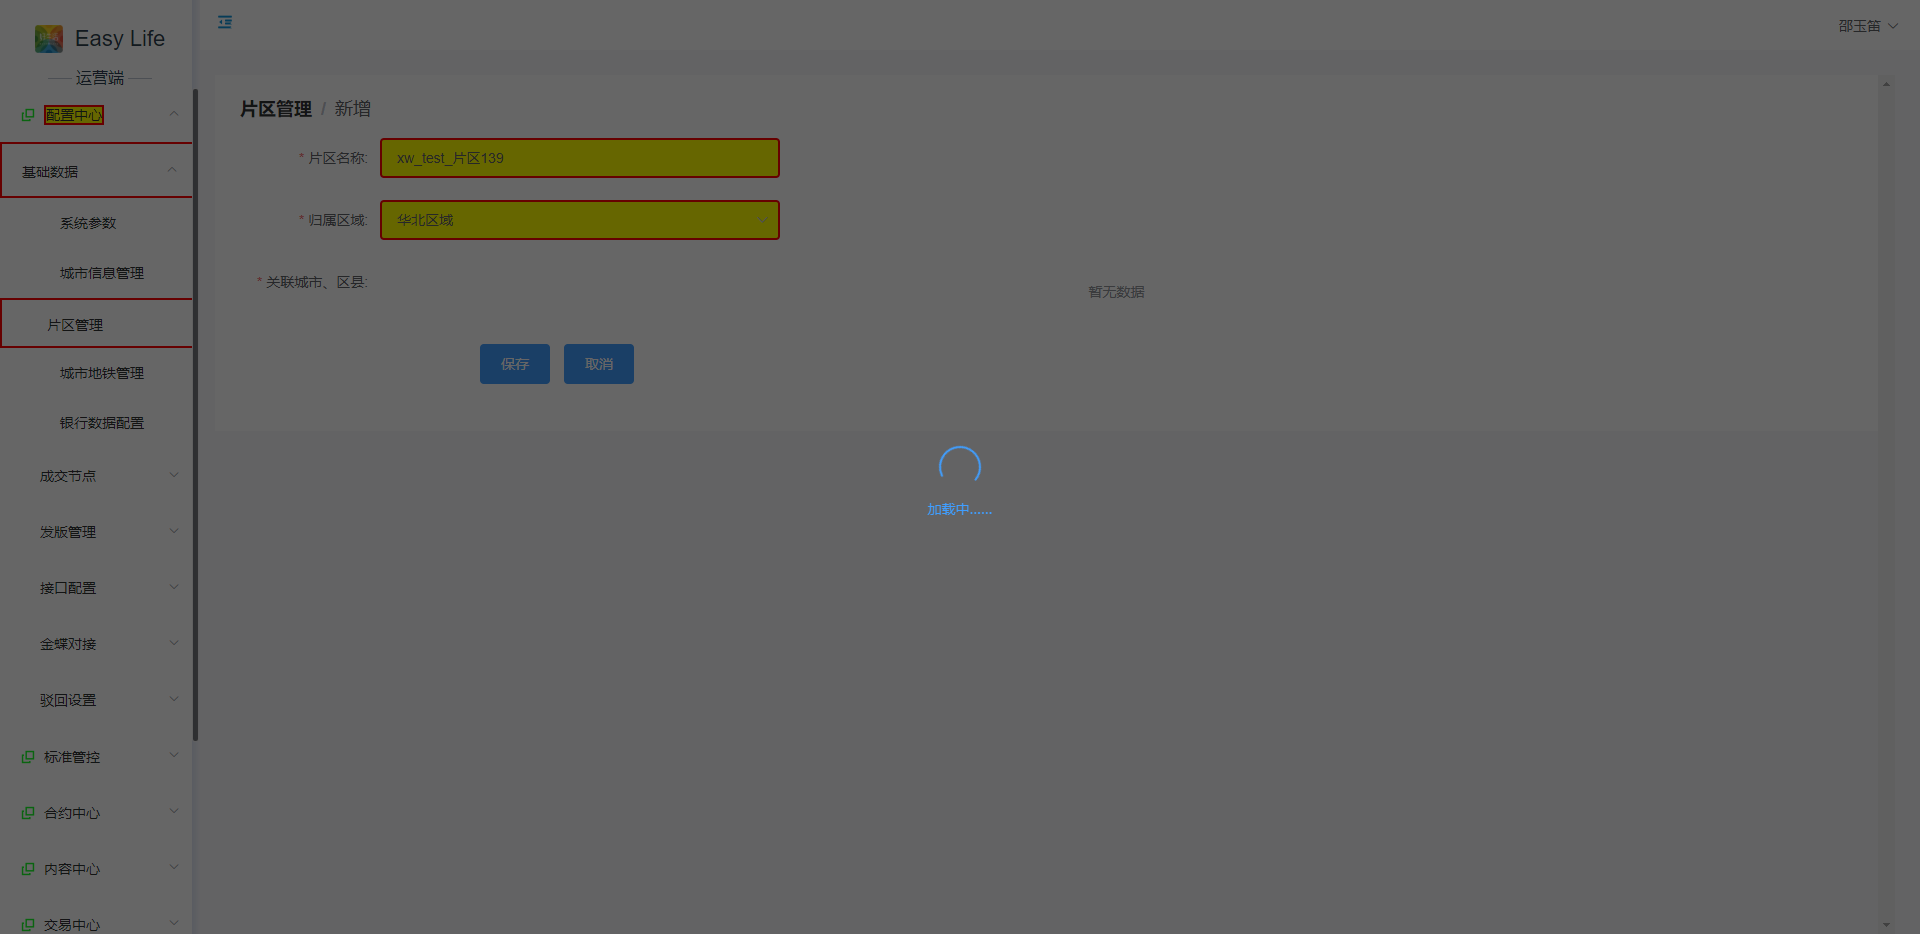 Easy Life
运营端
邵玉笛
配置中心
基础数据
系统参数
城市信息管理
片区管理
城市地铁管理
银行数据配置
成交节点
发版管理
接口配置
金蝶对接
驳回设置
标准管控
合约中心
内容中心
交易中心
片区管理 / 新增
* 片区名称: xw_test_片区139
* 归属区域: 华北区域
* 关联城市、区县:
暂无数据
保存 取消
加载中......